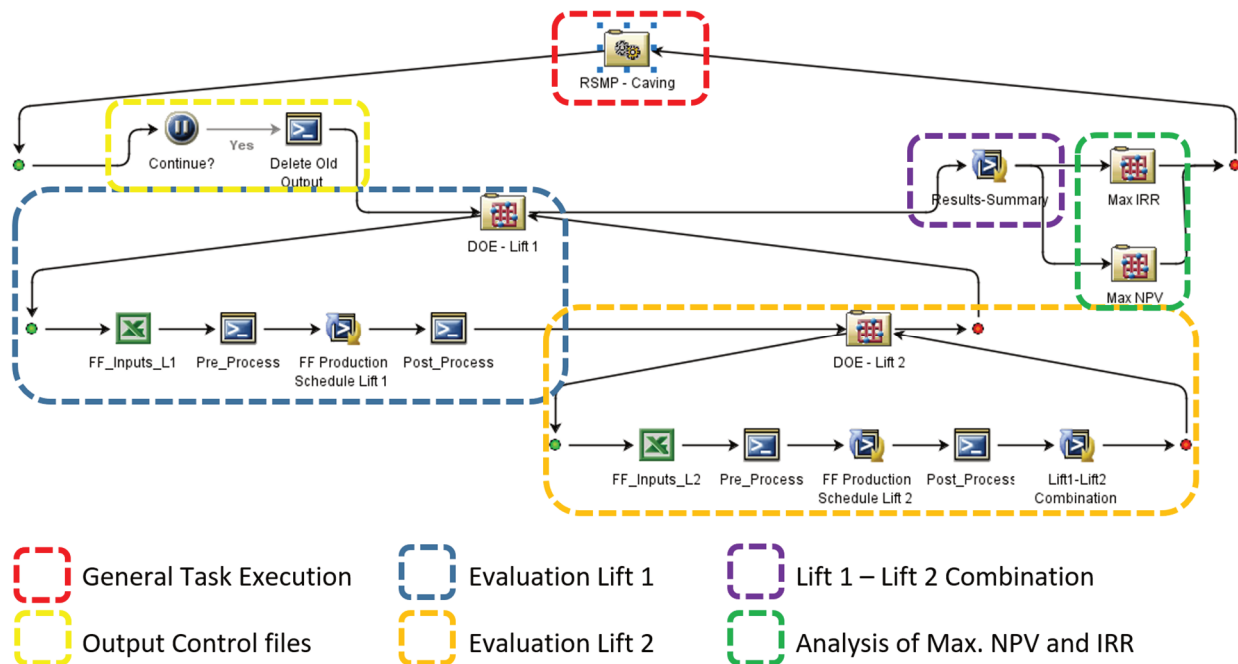 RSMP - Caving
Continue?
Yes
Delete Old
Output
Results-Summary
Max IRR
Max NPV
DOE - Lift 1
FF_Inputs_L1
Pre_Process
FF Production
Schedule Lift 1
Post_Process
DOE - Lift 2
FF_Inputs_L2
Pre_Process
FF Production
Schedule Lift 2
Post_Process
Lift1-Lift2
Combination
General Task Execution
Evaluation Lift 1
Lift 1 – Lift 2 Combination
Output Control files
Evaluation Lift 2
Analysis of Max. NPV and IRR